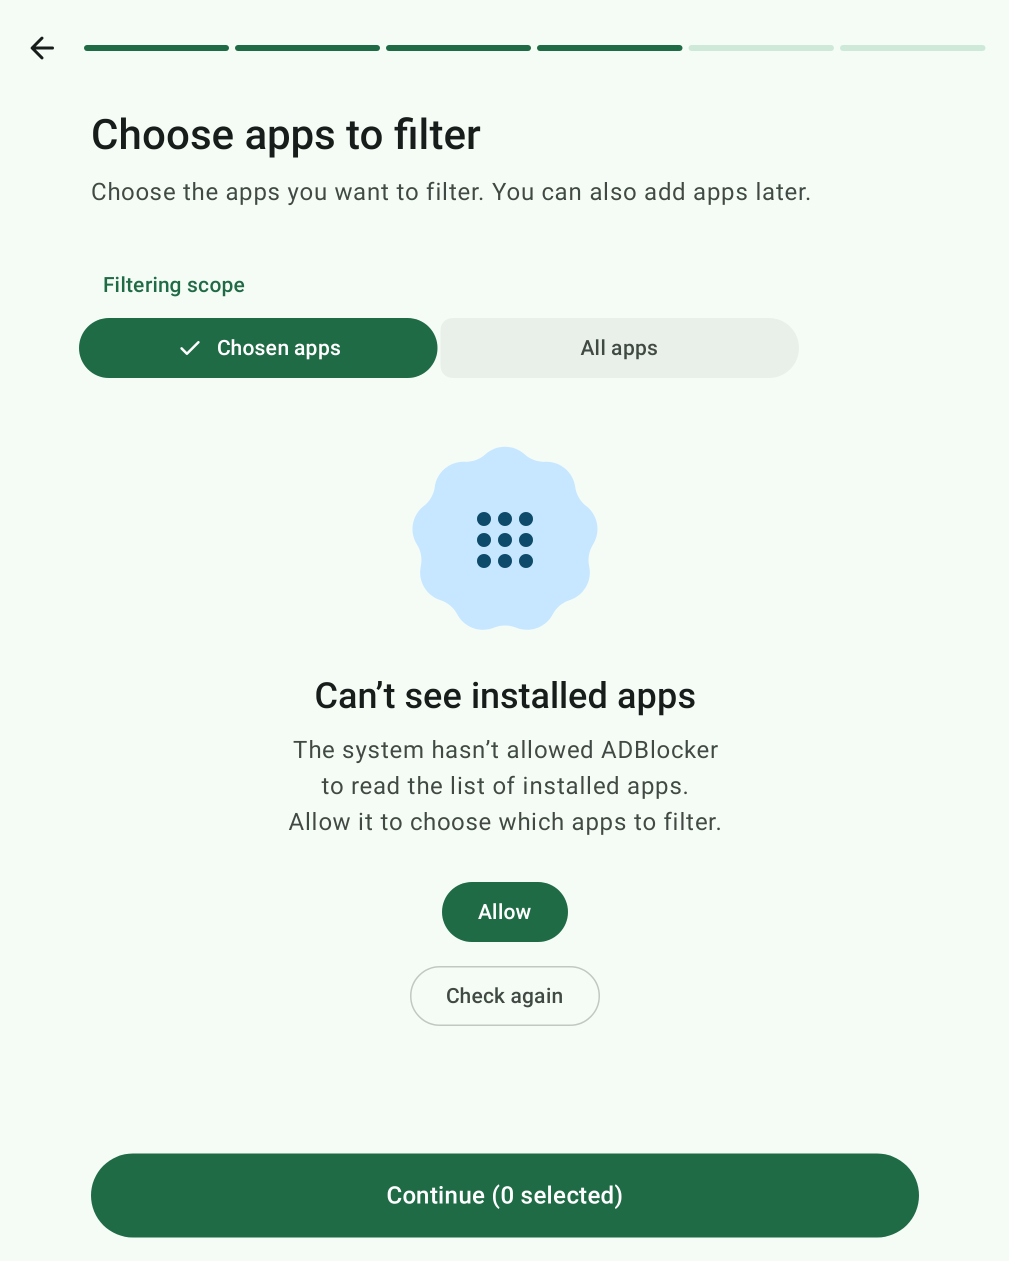 Choose apps to filter
Choose the apps you want to filter. You can also add apps later.
Filtering scope
Chosen apps
All apps
Can’t see installed apps
The system hasn’t allowed ADBlocker
to read the list of installed apps.
Allow it to choose which apps to filter.
Allow
Check again
Continue (0 selected)